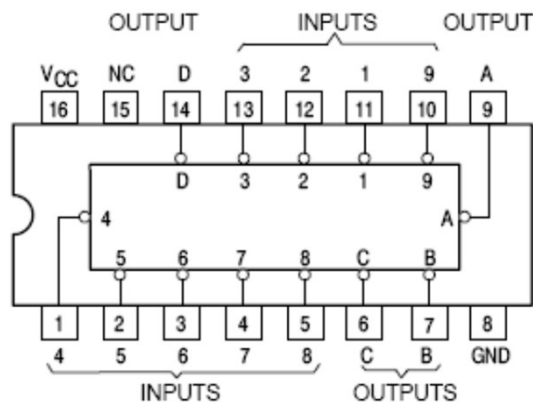 OUTPUT INPUTS OUTPUT
VCC NC D 3 2 1 9 A
16 15 14 13 12 11 10 9
D 3 2 1 9
4 A
5 6 7 8 C B
1 2 3 4 5 6 7 8
4 5 6 7 8 C B GND
INPUTS OUTPUTS